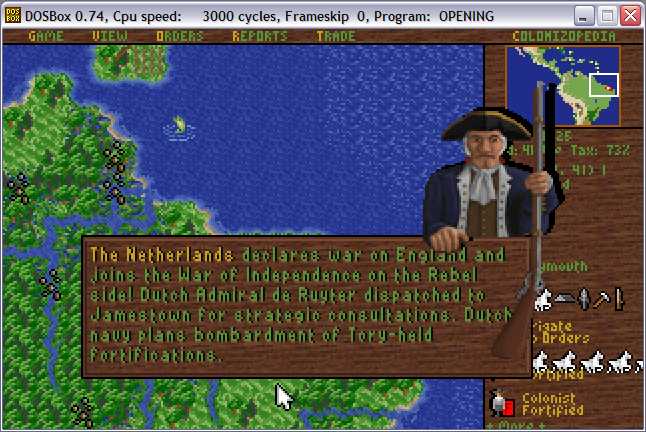 DOSBox 0.74, Cpu speed: 3000 cycles, Frameskip 0, Program: OPENING
GAME VIEW ORDERS REPORTS TRADE COLONIZOPEDIA
Tax: 73%
The Netherlands declares war on England and
joins the War of Independence on the Rebel
side! Dutch Admiral de Ruyter dispatched to
Jamestown for strategic consultations. Dutch
navy plans bombardment of Tory-held
fortifications.
Colonist
Fortified
+ More +